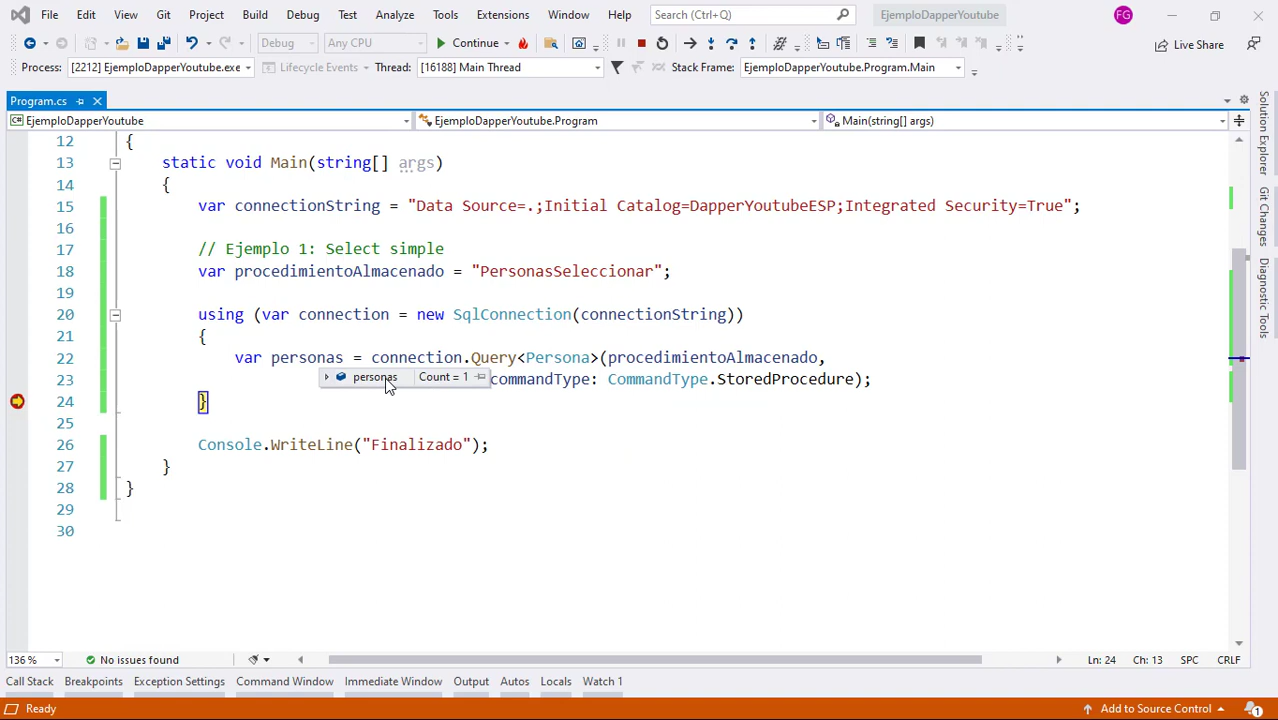 File Edit View Git Project Build Debug Test Analyze Tools Extensions Window Help Search (Ctrl+Q) EjemploDapperYoutube FG
Debug Any CPU Continue Live Share
Process: [2212] EjemploDapperYoutube.exe Lifecycle Events Thread: [16188] Main Thread Stack Frame: EjemploDapperYoutube.Program.Main
Program.cs
C# EjemploDapperYoutube EjemploDapperYoutube.Program Main(string[] args)
12 {
13 static void Main(string[] args)
14 {
15 var connectionString = "Data Source=.;Initial Catalog=DapperYoutubeESP;Integrated Security=True";
16
17 // Ejemplo 1: Select simple
18 var procedimientoAlmacenado = "PersonasSeleccionar";
19
20 using (var connection = new SqlConnection(connectionString))
21 {
22 var personas = connection.Query<Persona>(procedimientoAlmacenado,
personas Count = 1
23 commandType: CommandType.StoredProcedure);
24 }
25
26 Console.WriteLine("Finalizado");
27 }
28 }
29
30
Solution Explorer
Git Changes
Diagnostic Tools
136 % No issues found Ln: 24 Ch: 13 SPC CRLF
Call Stack Breakpoints Exception Settings Command Window Immediate Window Output Autos Locals Watch 1
Ready Add to Source Control 1